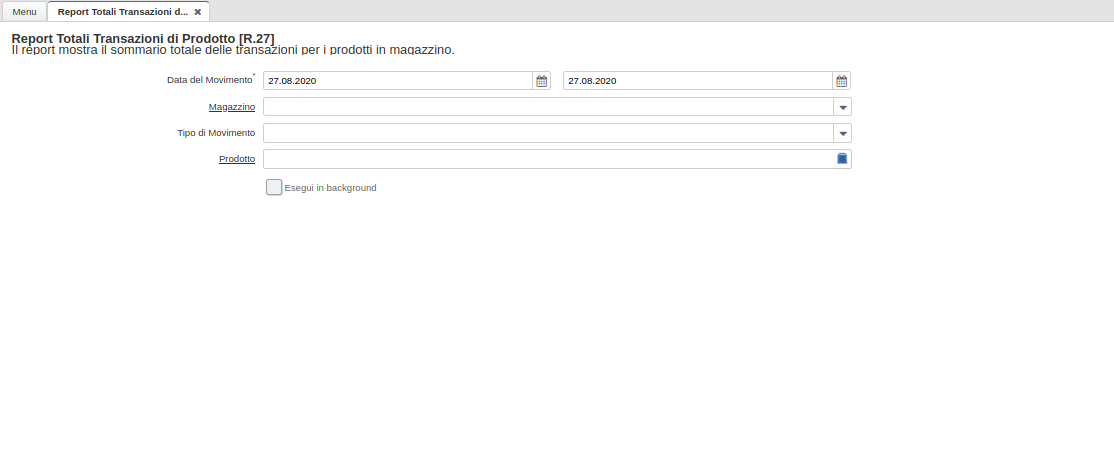 Menu
Report Totali Transazioni d...
Report Totali Transazioni di Prodotto [R.27]
Il report mostra il sommario totale delle transazioni per i prodotti in magazzino.
Data del Movimento* 27.08.2020 27.08.2020
Magazzino
Tipo di Movimento
Prodotto
Esegui in background